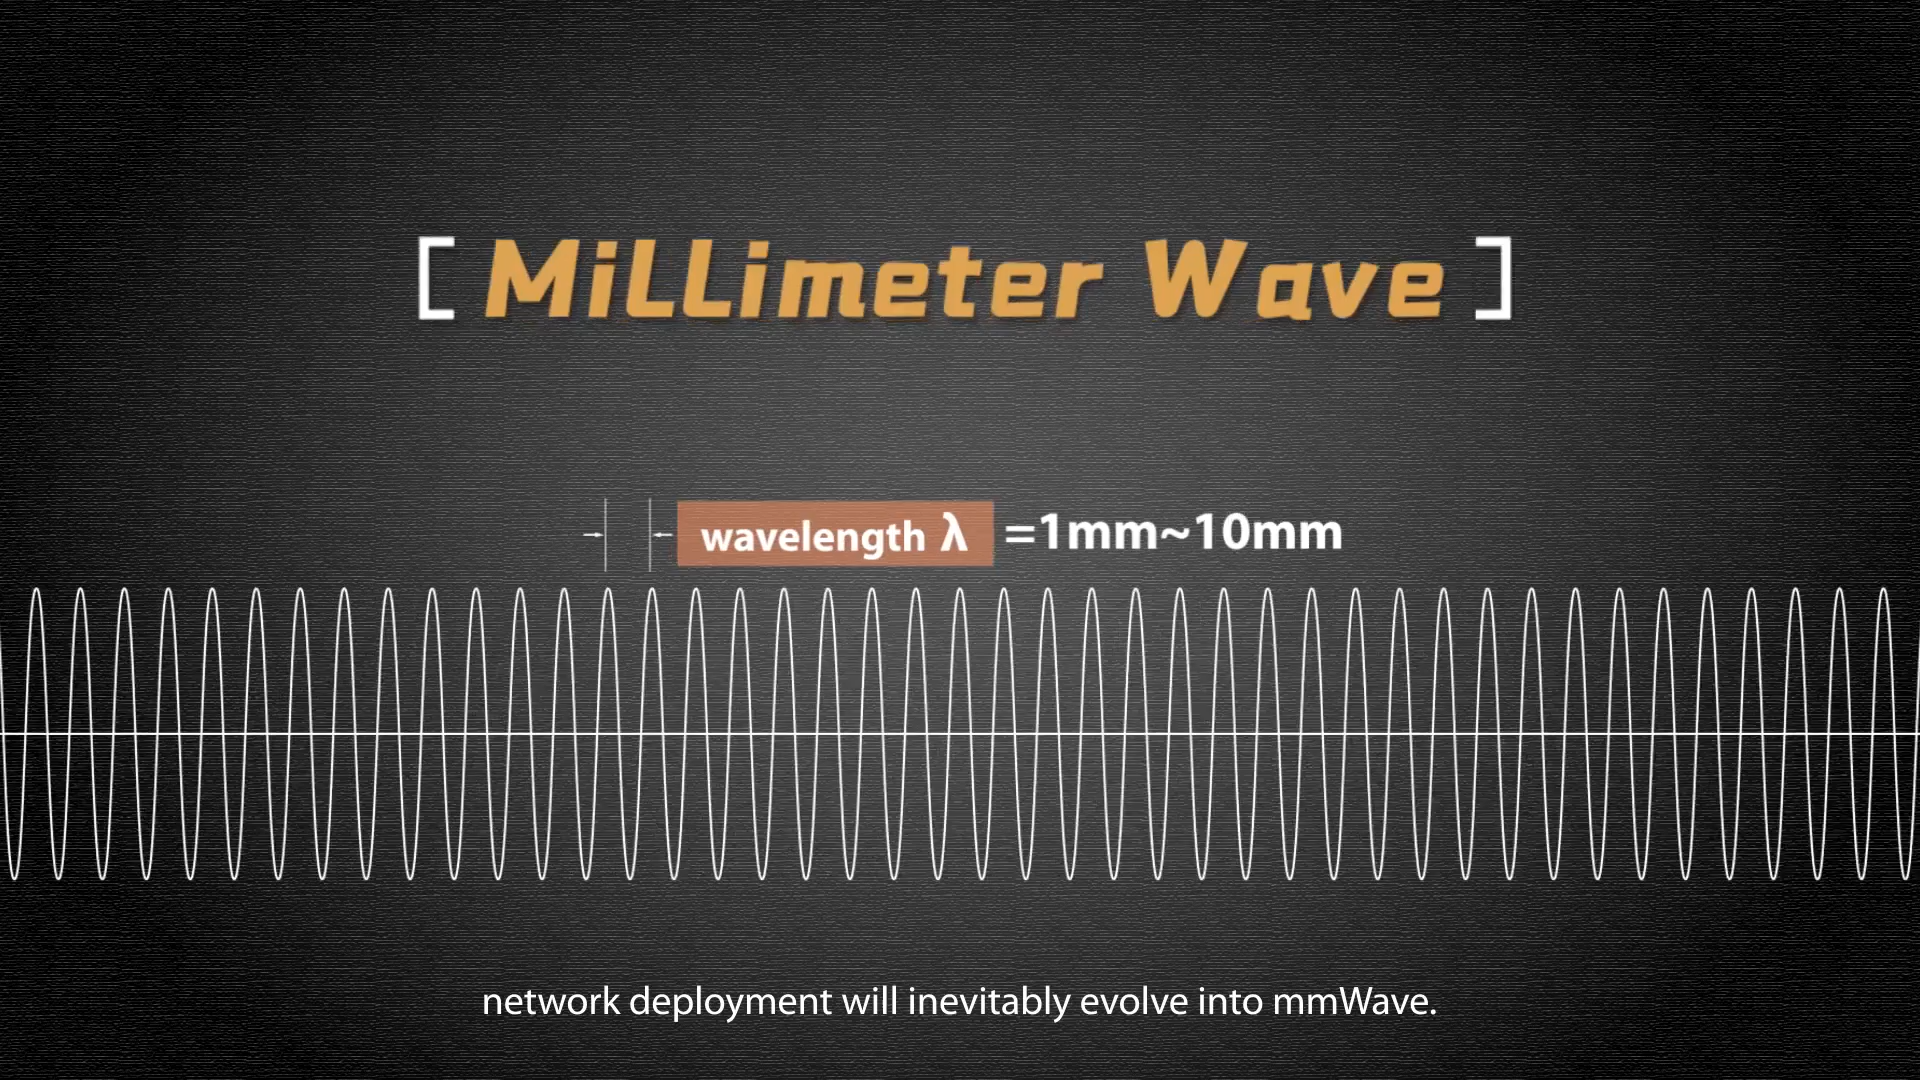 [ MiLLimeter Wave ]
wavelength λ =1mm~10mm
network deployment will inevitably evolve into mmWave.